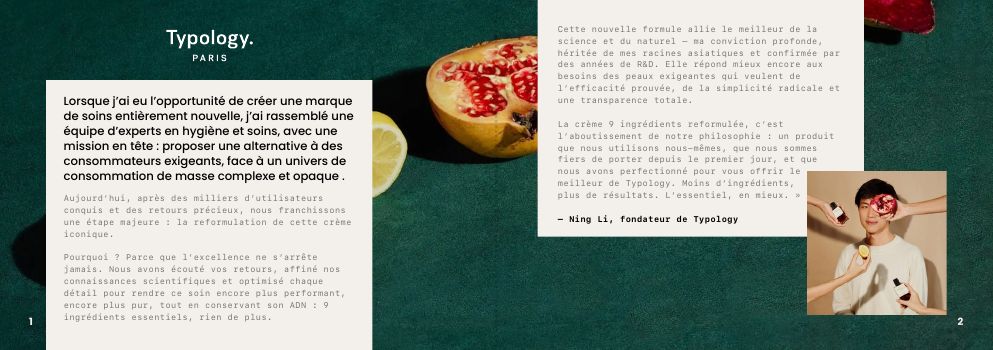 Typology.
PARIS
Lorsque j'ai eu l'opportunité de créer une marque
de soins entièrement nouvelle, j'ai rassemblé une
équipe d'experts en hygiène et soins, avec une
mission en tête : proposer une alternative à des
consommateurs exigeants, face à un univers de
consommation de masse complexe et opaque .
Aujourd'hui, après des milliers d'utilisateurs
conquis et des retours précieux, nous franchissons
une étape majeure : la reformulation de cette crème
iconique.
Pourquoi ? Parce que l'excellence ne s'arrête
jamais. Nous avons écouté vos retours, affiné nos
connaissances scientifiques et optimisé chaque
détail pour rendre ce soin encore plus performant,
encore plus pur, tout en conservant son ADN : 9
ingrédients essentiels, rien de plus.
1
Cette nouvelle formule allie le meilleur de la
science et du naturel — ma conviction profonde,
héritée de mes racines asiatiques et confirmée par
des années de R&D. Elle répond mieux encore aux
besoins des peaux exigeantes qui veulent de
l'efficacité prouvée, de la simplicité radicale et
une transparence totale.
La crème 9 ingrédients reformulée, c'est
l'aboutissement de notre philosophie : un produit
que nous utilisons nous-mêmes, que nous sommes
fiers de porter depuis le premier jour, et que
nous avons perfectionné pour vous offrir le
meilleur de Typology. Moins d'ingrédients,
plus de résultats. L'essentiel, en mieux. »
— Ning Li, fondateur de Typology
2